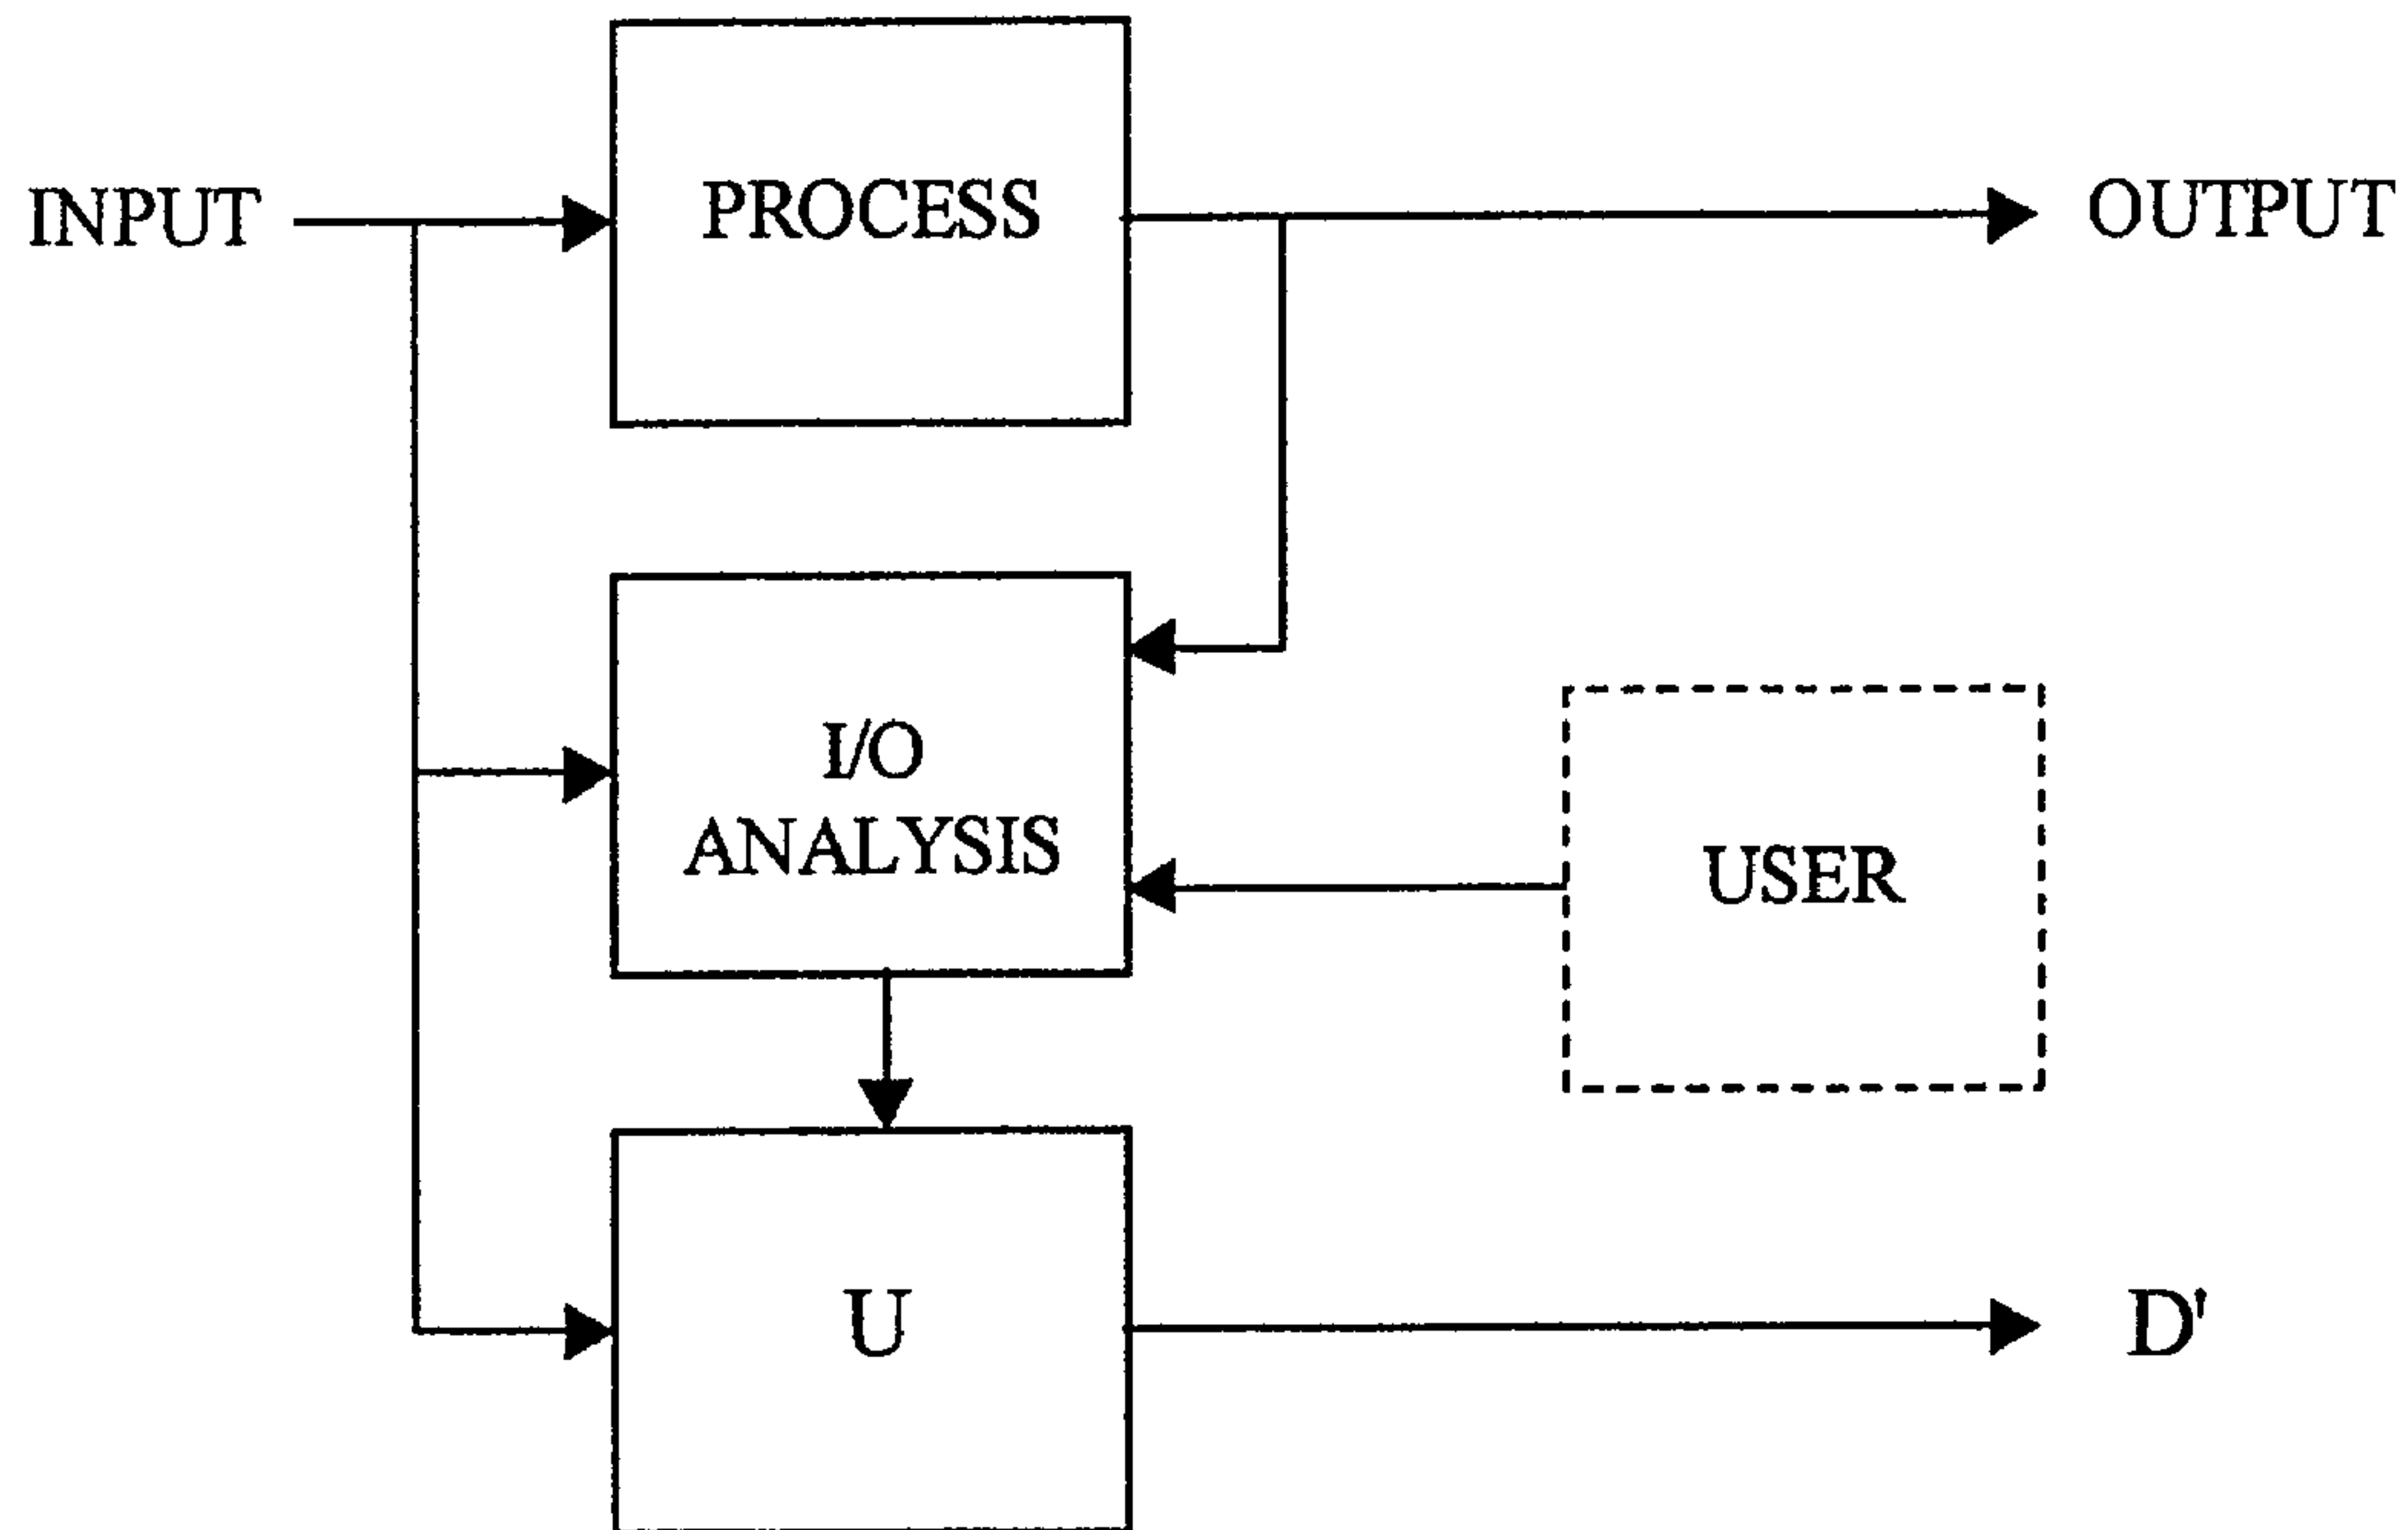 INPUT
PROCESS
OUTPUT
I/O
ANALYSIS
USER
U
D'